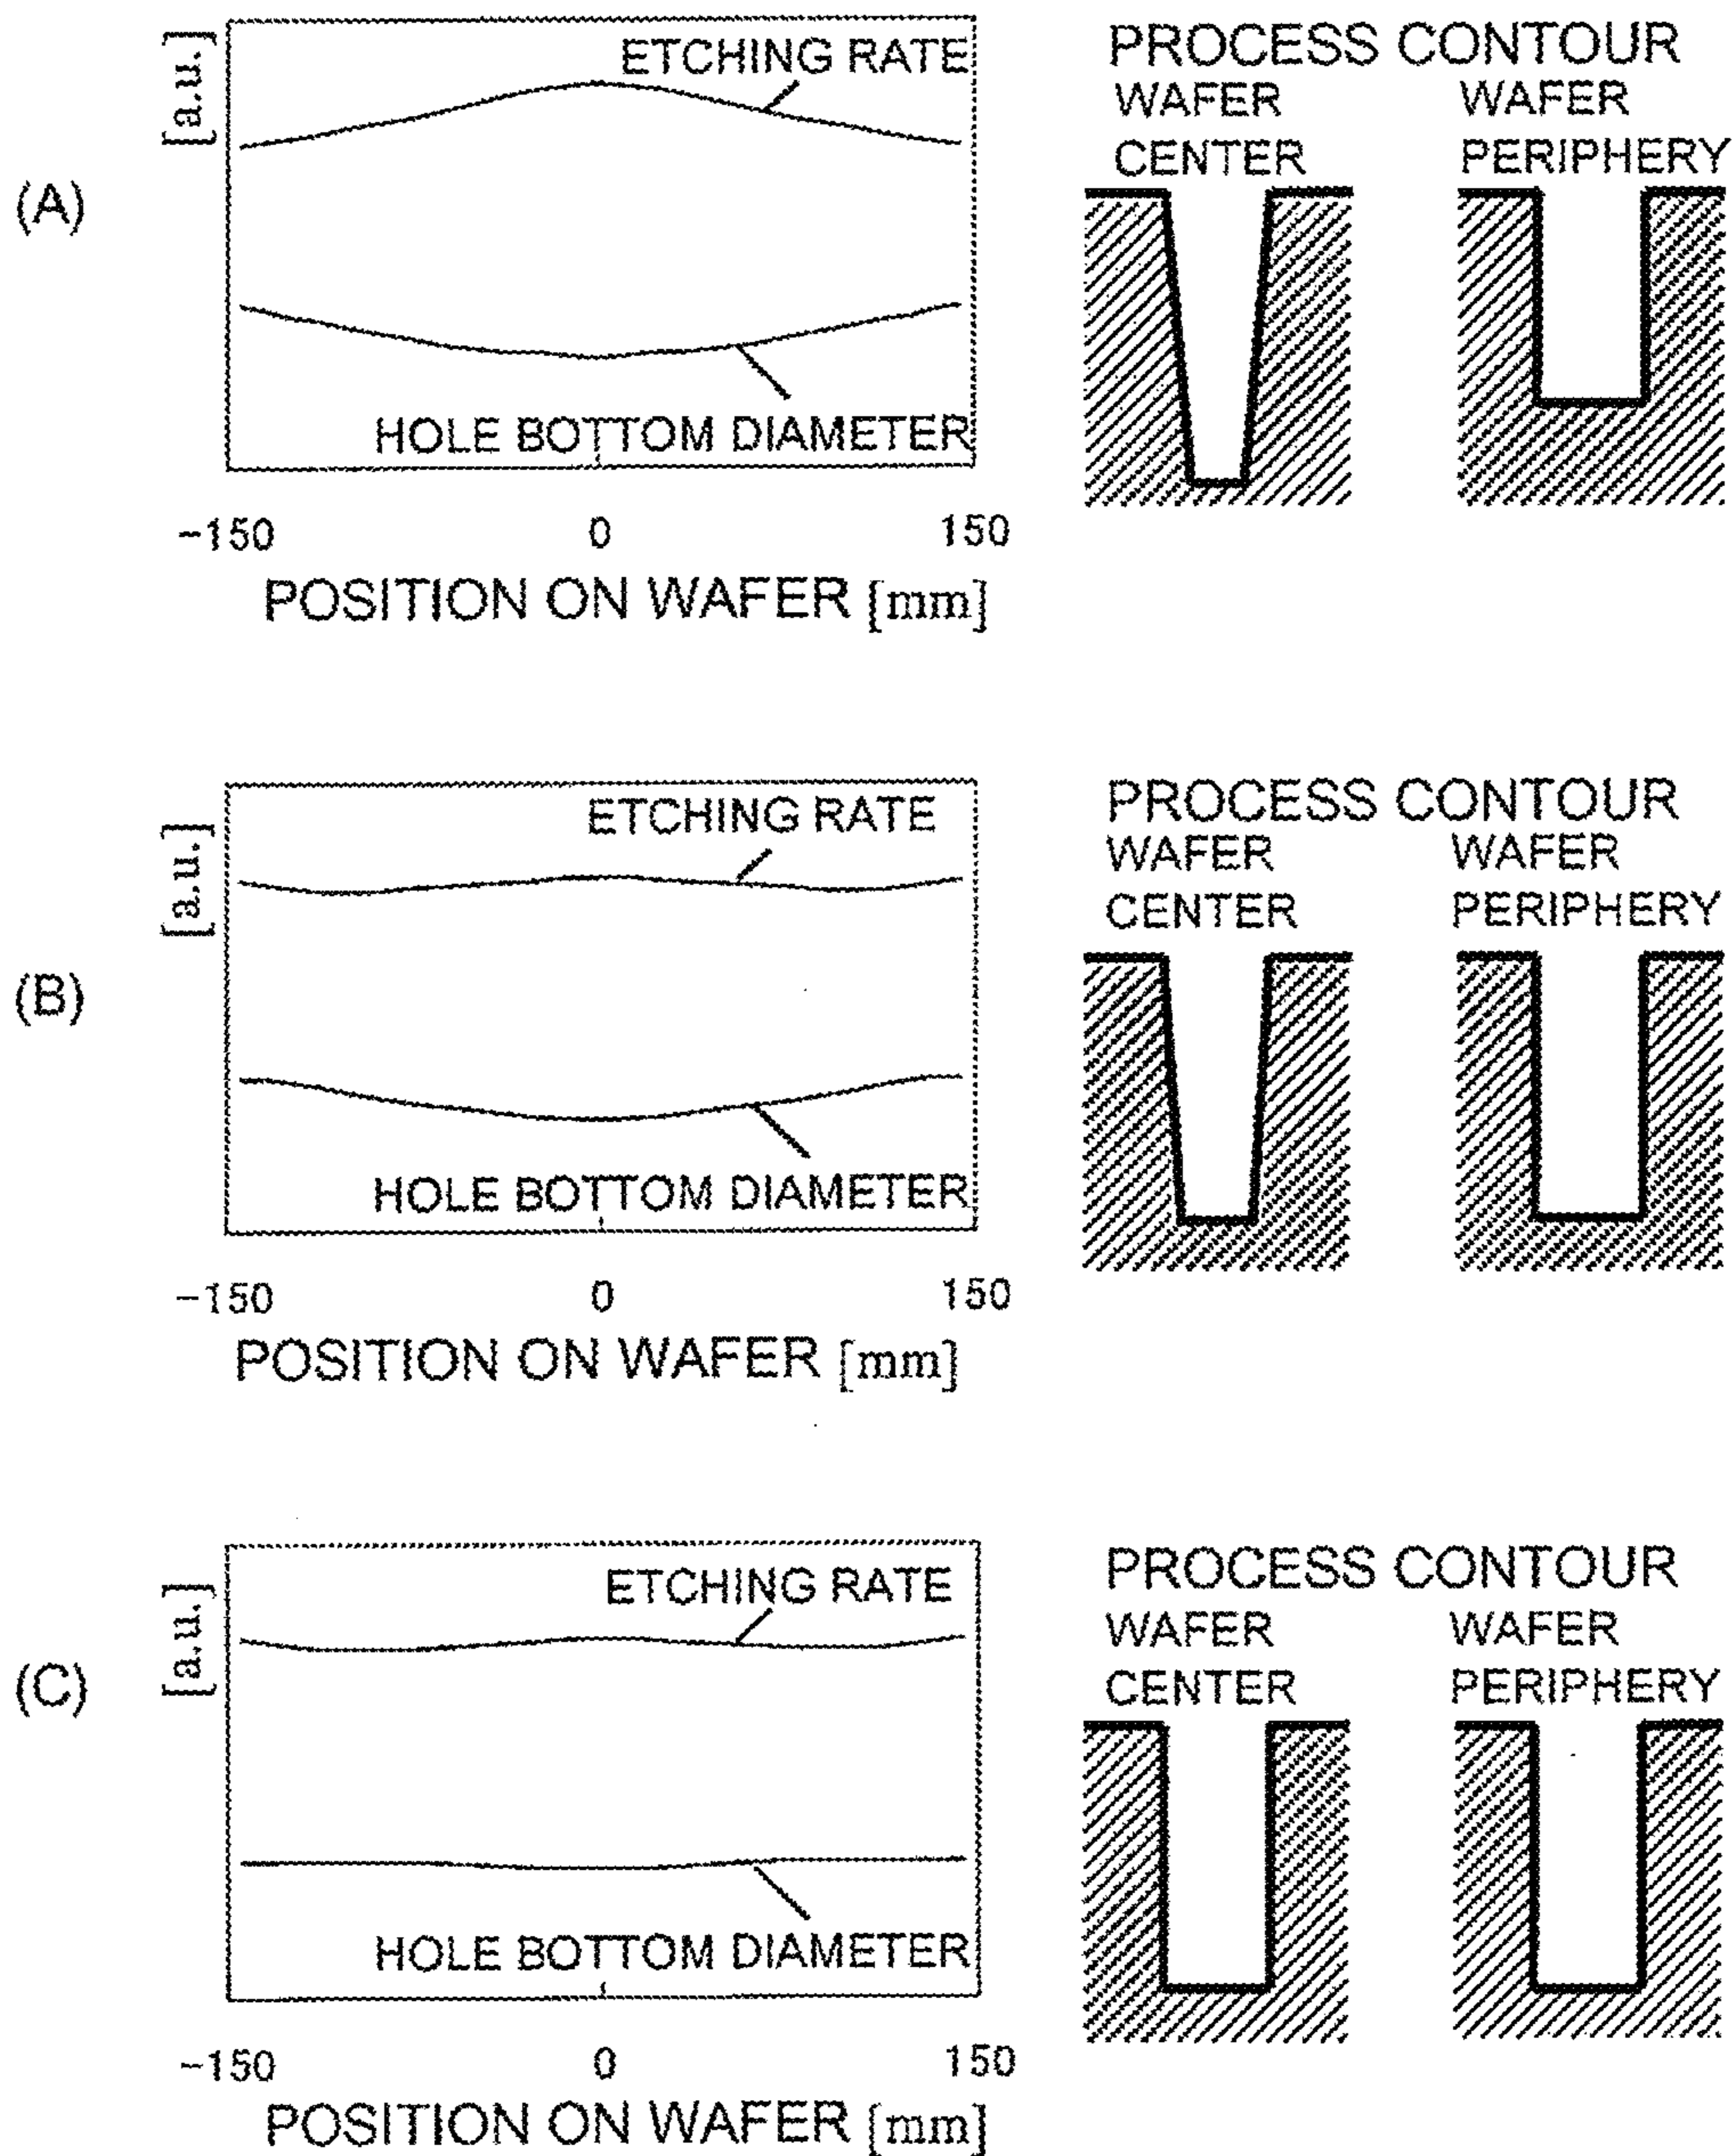 (A)
[a.u.]
ETCHING RATE
HOLE BOTTOM DIAMETER
-150 0 150
POSITION ON WAFER [mm]
PROCESS CONTOUR
WAFER CENTER
WAFER PERIPHERY
(B)
[a.u.]
ETCHING RATE
HOLE BOTTOM DIAMETER
-150 0 150
POSITION ON WAFER [mm]
PROCESS CONTOUR
WAFER CENTER
WAFER PERIPHERY
(C)
[a.u.]
ETCHING RATE
HOLE BOTTOM DIAMETER
-150 0 150
POSITION ON WAFER [mm]
PROCESS CONTOUR
WAFER CENTER
WAFER PERIPHERY